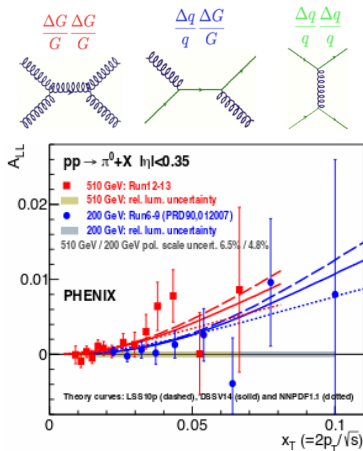 ΔG ΔG Δq ΔG Δq Δq
G G q G q q
A_LL
pp → π⁰+X |η|<0.35
510 GeV: Run12-13
510 GeV: rel. lum. uncertainty
200 GeV: Run6-9 (PRD90,012007)
200 GeV: rel. lum. uncertainty
510 GeV / 200 GeV pol. scale uncert. 6.5% / 4.8%
0.02
0.01
PHENIX
0
Theory curves: LSS10p (dashed), DSSV14 (solid) and NNPDF1.1 (dotted)
0 0.05 0.1
x_T (=2p_T/√s)